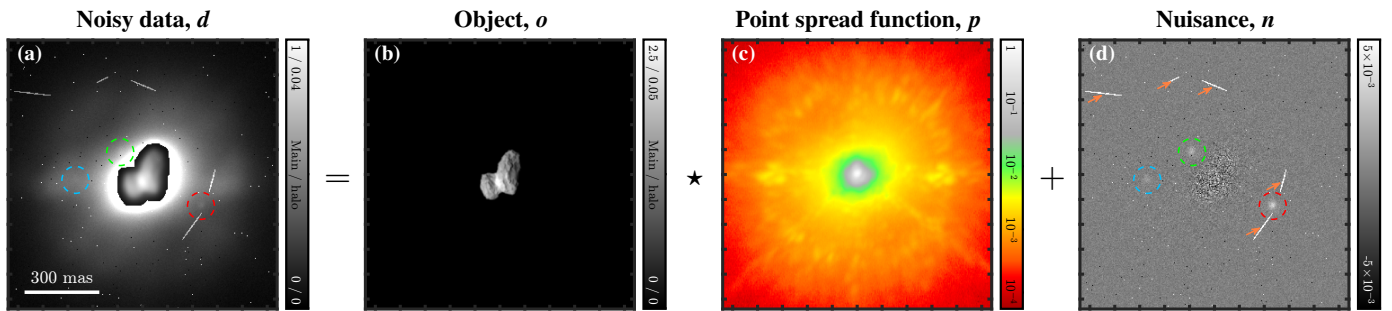 Noisy data, d
Object, o
Point spread function, p
Nuisance, n
(a)
300 mas
1 / 0.04
Main / halo
0 / 0
=
(b)
2.5 / 0.05
Main / halo
0 / 0
★
(c)
1
10⁻¹
10⁻²
10⁻³
10⁻⁴
+
(d)
5×10⁻³
-5×10⁻³